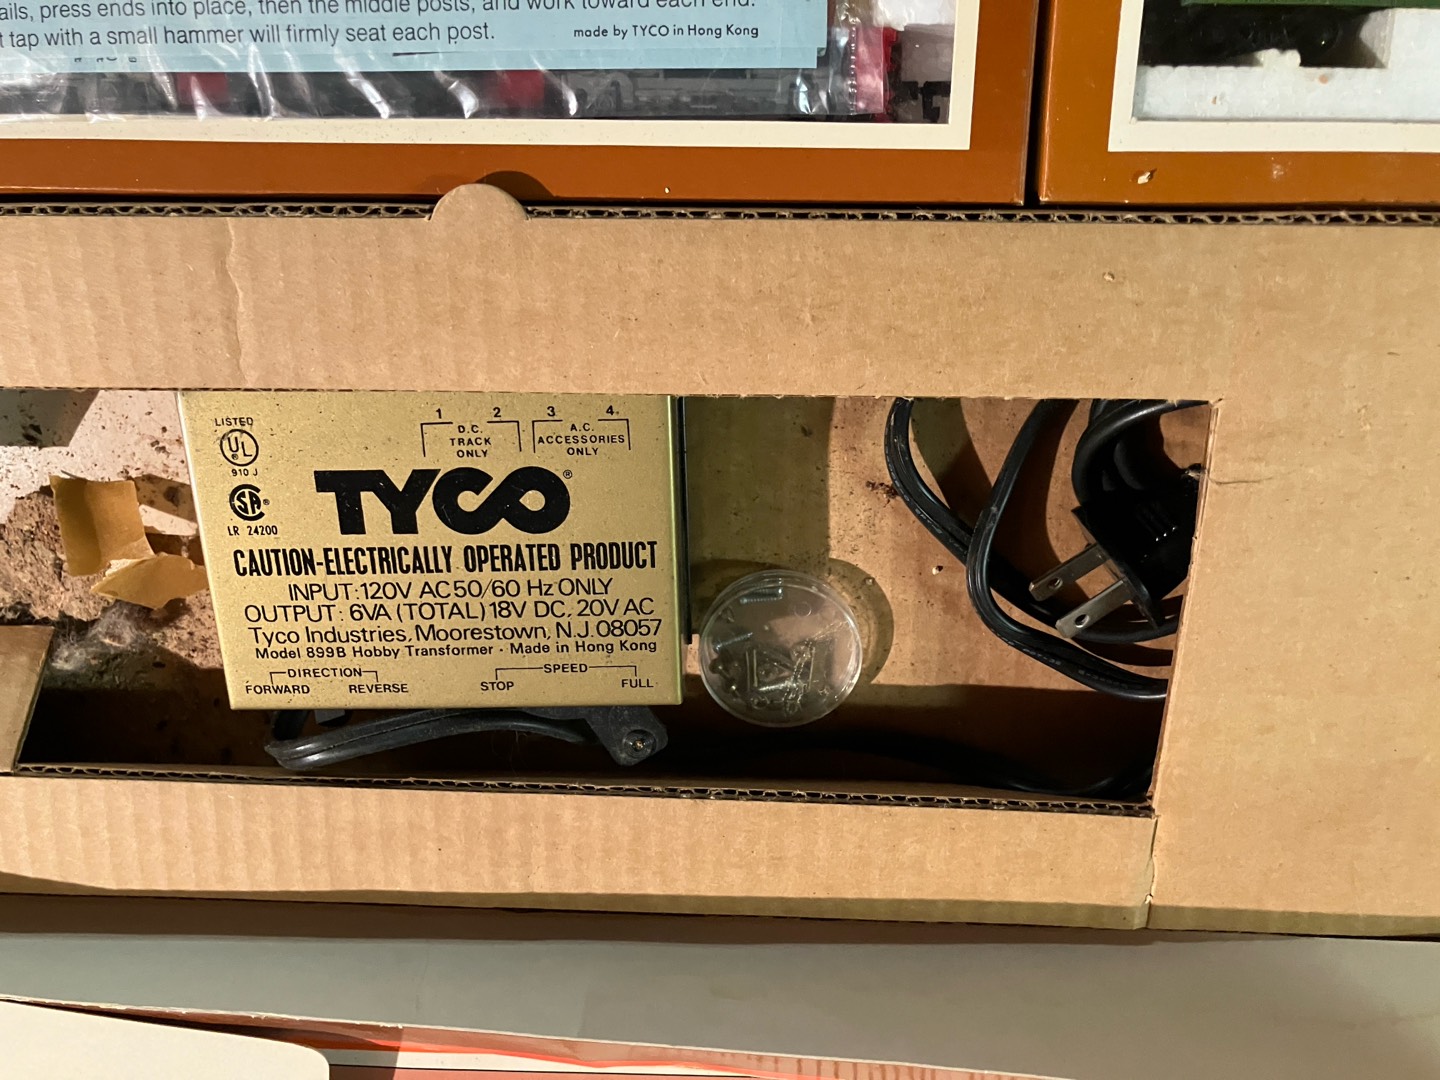 ails, press ends into place, then the middle posts, and work toward each end.
t tap with a small hammer will firmly seat each post.
made by TYCO in Hong Kong
LISTED
UL
®
910 J
SA®
LR 24200
1 2 3 4
D.C. TRACK ONLY
A.C. ACCESSORIES ONLY
TYCO®
CAUTION-ELECTRICALLY OPERATED PRODUCT
INPUT:120V AC 50/60 Hz ONLY
OUTPUT: 6VA (TOTAL) 18V DC. 20V AC
Tyco Industries, Moorestown, N.J. 08057
Model 899B Hobby Transformer · Made in Hong Kong
DIRECTION
FORWARD REVERSE
SPEED
STOP FULL